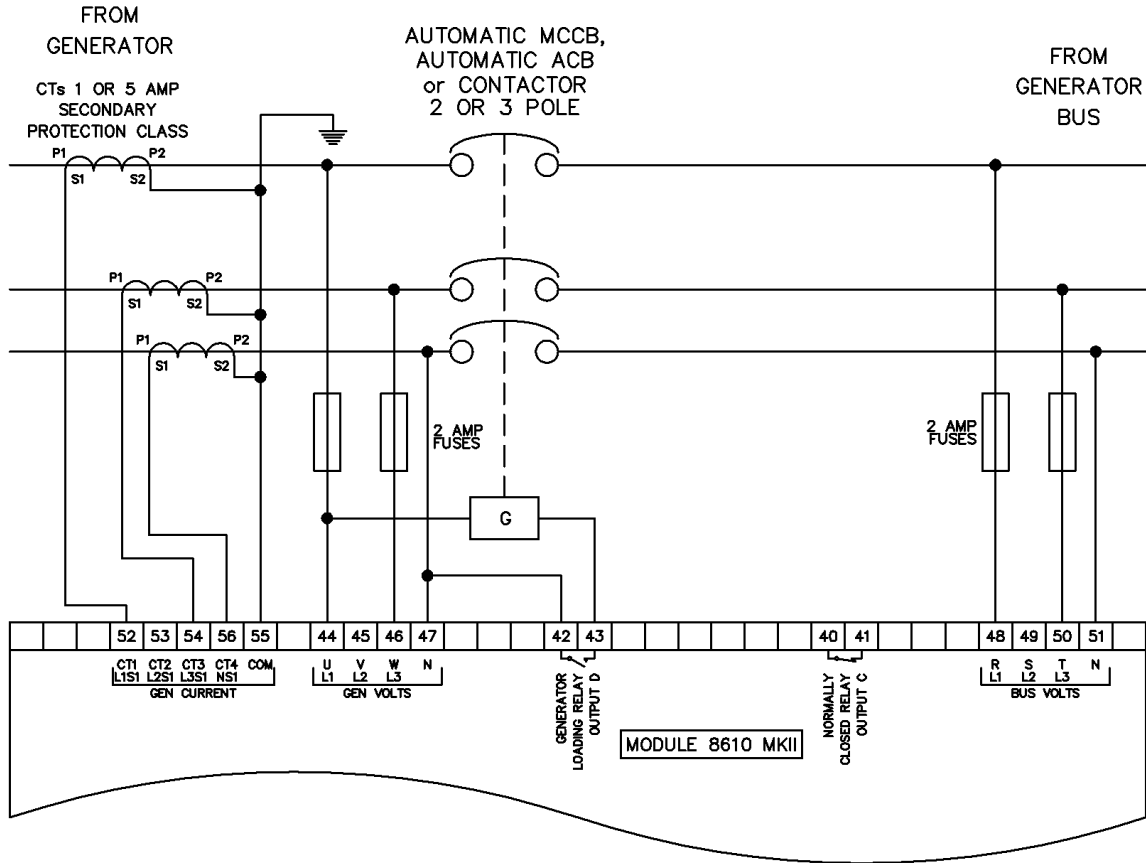 FROM
GENERATOR
CTs 1 OR 5 AMP
SECONDARY
PROTECTION CLASS
AUTOMATIC MCCB,
AUTOMATIC ACB
or CONTACTOR
2 OR 3 POLE
FROM
GENERATOR
BUS
P1 P2
S1 S2
P1 P2
S1 S2
P1 P2
S1 S2
2 AMP
FUSES
2 AMP
FUSES
G
52 53 54 56 55 44 45 46 47 42 43 40 41 48 49 50 51
CT1 CT2 CT3 CT4 COM
L1S1 L2S1 L3S1 NS1
GEN CURRENT
U V W N
L1 L2 L3
GEN VOLTS
GENERATOR
LOADING RELAY
OUTPUT D
NORMALLY
CLOSED RELAY
OUTPUT C
R S T N
L1 L2 L3
BUS VOLTS
MODULE 8610 MKII